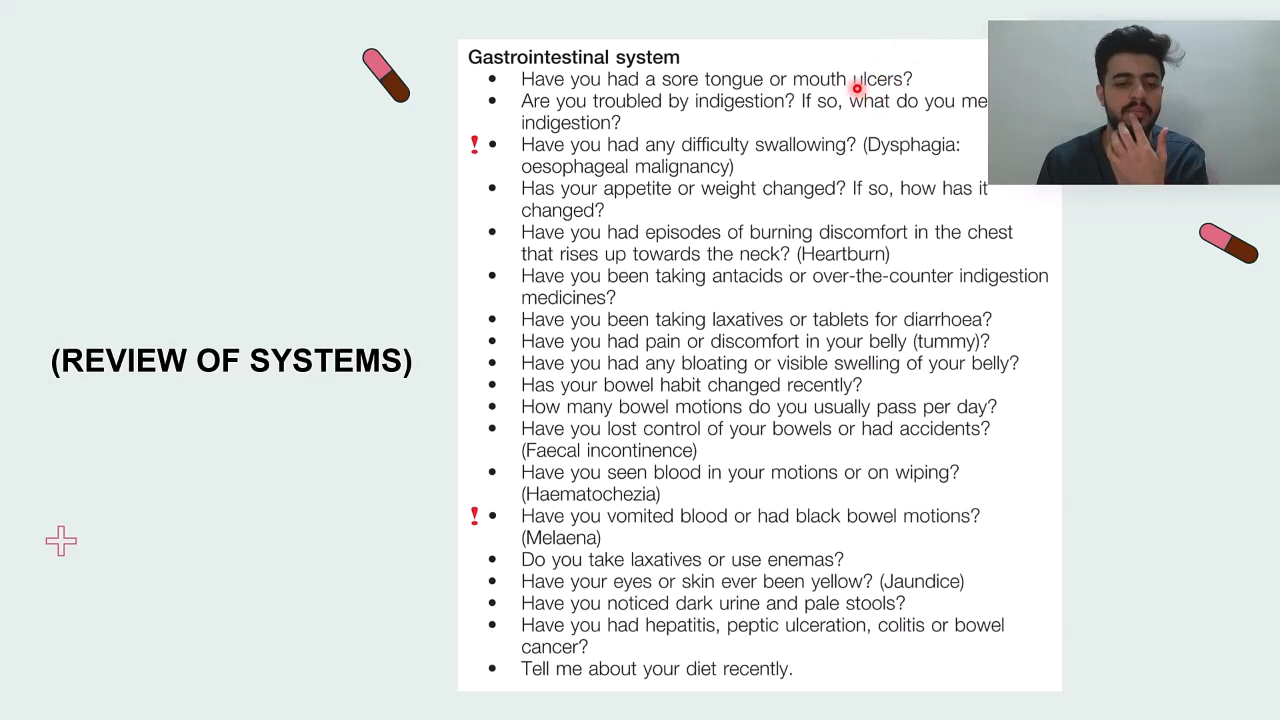 (REVIEW OF SYSTEMS)
Gastrointestinal system
• Have you had a sore tongue or mouth ulcers?
• Are you troubled by indigestion? If so, what do you me
indigestion?
! • Have you had any difficulty swallowing? (Dysphagia:
oesophageal malignancy)
• Has your appetite or weight changed? If so, how has it
changed?
• Have you had episodes of burning discomfort in the chest
that rises up towards the neck? (Heartburn)
• Have you been taking antacids or over-the-counter indigestion
medicines?
• Have you been taking laxatives or tablets for diarrhoea?
• Have you had pain or discomfort in your belly (tummy)?
• Have you had any bloating or visible swelling of your belly?
• Has your bowel habit changed recently?
• How many bowel motions do you usually pass per day?
• Have you lost control of your bowels or had accidents?
(Faecal incontinence)
• Have you seen blood in your motions or on wiping?
(Haematochezia)
! • Have you vomited blood or had black bowel motions?
(Melaena)
• Do you take laxatives or use enemas?
• Have your eyes or skin ever been yellow? (Jaundice)
• Have you noticed dark urine and pale stools?
• Have you had hepatitis, peptic ulceration, colitis or bowel
cancer?
• Tell me about your diet recently.